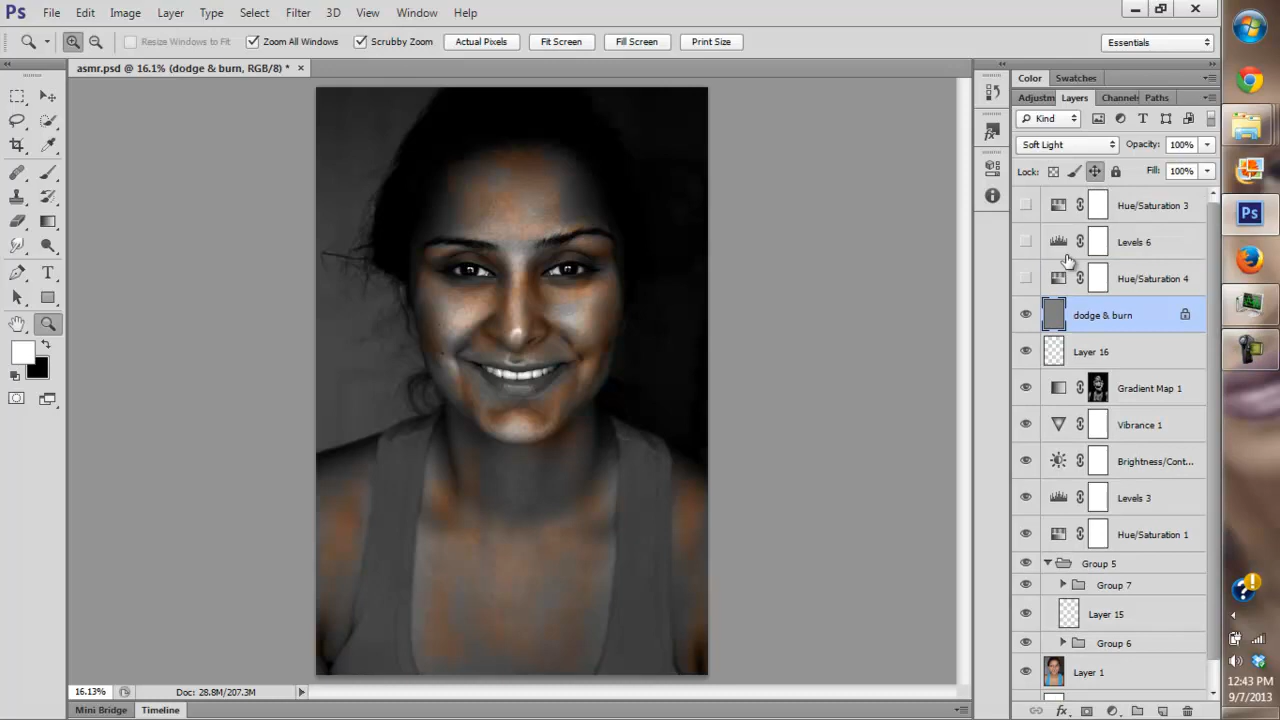 Ps File Edit Image Layer Type Select Filter 3D View Window Help
Resize Windows to Fit Zoom All Windows Scrubby Zoom Actual Pixels Fit Screen Fill Screen Print Size Essentials
asmr.psd @ 16.1% (dodge & burn, RGB/8) * ×
Color Swatches
Adjustm Layers Channels Paths
Kind
Soft Light Opacity: 100%
Lock: Fill: 100%
Hue/Saturation 3
Levels 6
Hue/Saturation 4
dodge & burn
Layer 16
Gradient Map 1
Vibrance 1
Brightness/Cont...
Levels 3
Hue/Saturation 1
Group 5
Group 7
Layer 15
Group 6
Layer 1
16.13% Doc: 28.8M/207.3M
Mini Bridge Timeline
Ps
12:43 PM
9/7/2013